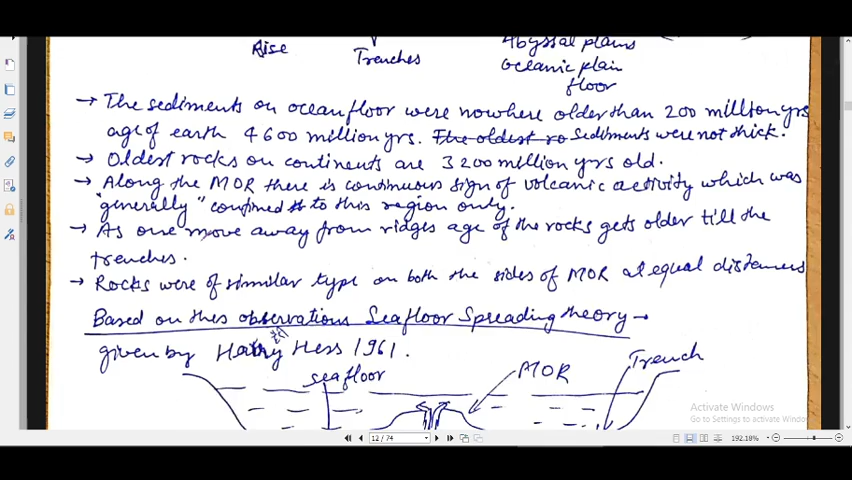 Rise
Trenches
Abyssal plains
oceanic plain
floor
→ The sediments on ocean floor were nowhere older than 200 million yrs
age of earth 4600 million yrs. The oldest ro Sediments were not thick.
→ Oldest rocks on continents are 3200 million yrs old.
→ Along the MOR there is continuous sign of volcanic activity which was
"generally" confined to this region only.
→ As one move away from ridges age of the rocks gets older till the
trenches.
→ Rocks were of similar type on both the sides of MOR at equal distances
Based on thes observations Seafloor Spreading theory →
given by Harry Hess 1961.
seafloor
MOR
Trench
Activate Windows
Go to Settings to activate Windows
12 / 74
192.18%